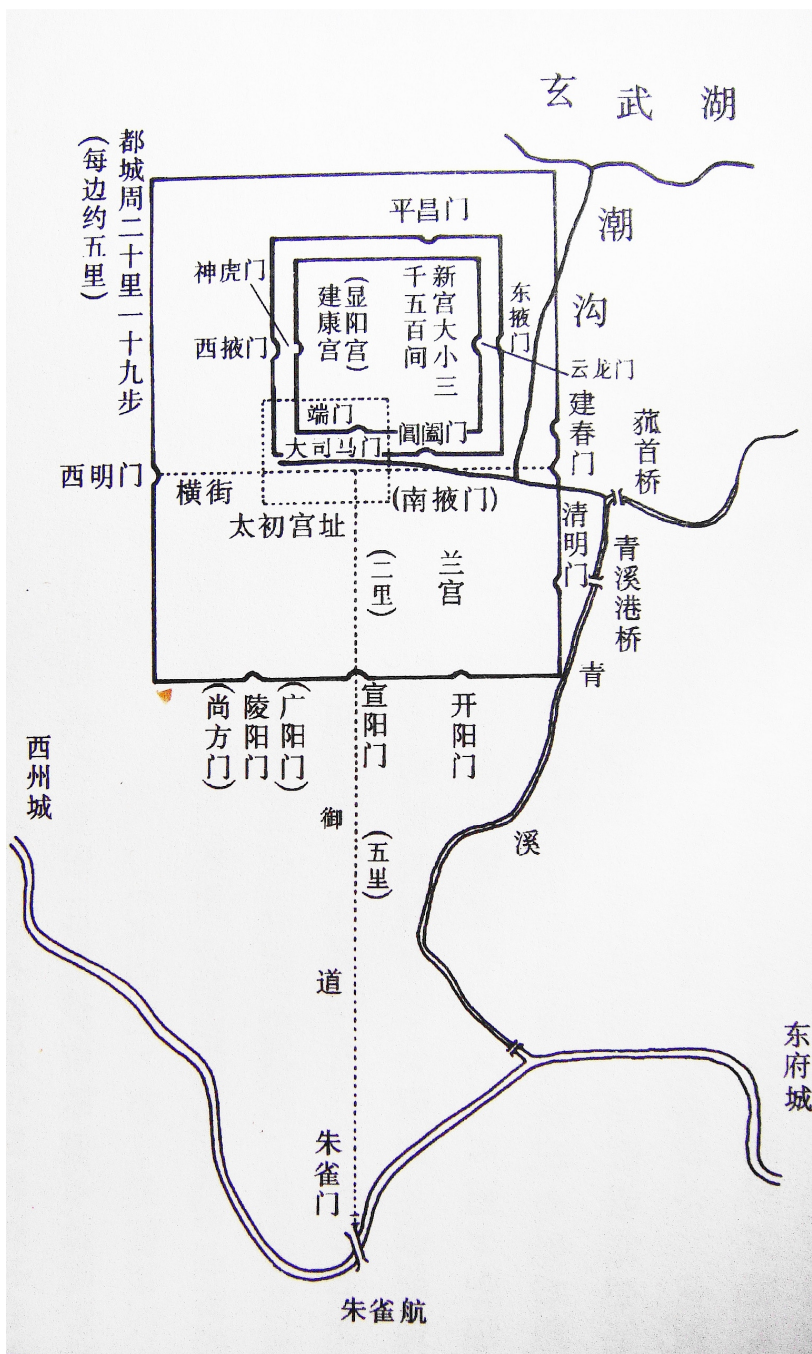 玄武湖
都城周二十里一十九步
(每边约五里)
潮沟
平昌门
神虎门
西掖门
(显阳宫)
建康宫
新宫大小三
千五百间
东掖门
云龙门
端门
阊阖门
大司马门
建春门
菰首桥
西明门
横街
(南掖门)
太初宫址
清明门
青溪港桥
(二里)
兰宫
青溪
(广阳门)
陵阳门
(尚方门)
宣阳门
开阳门
西州城
御道
(五里)
东府城
朱雀门
朱雀航